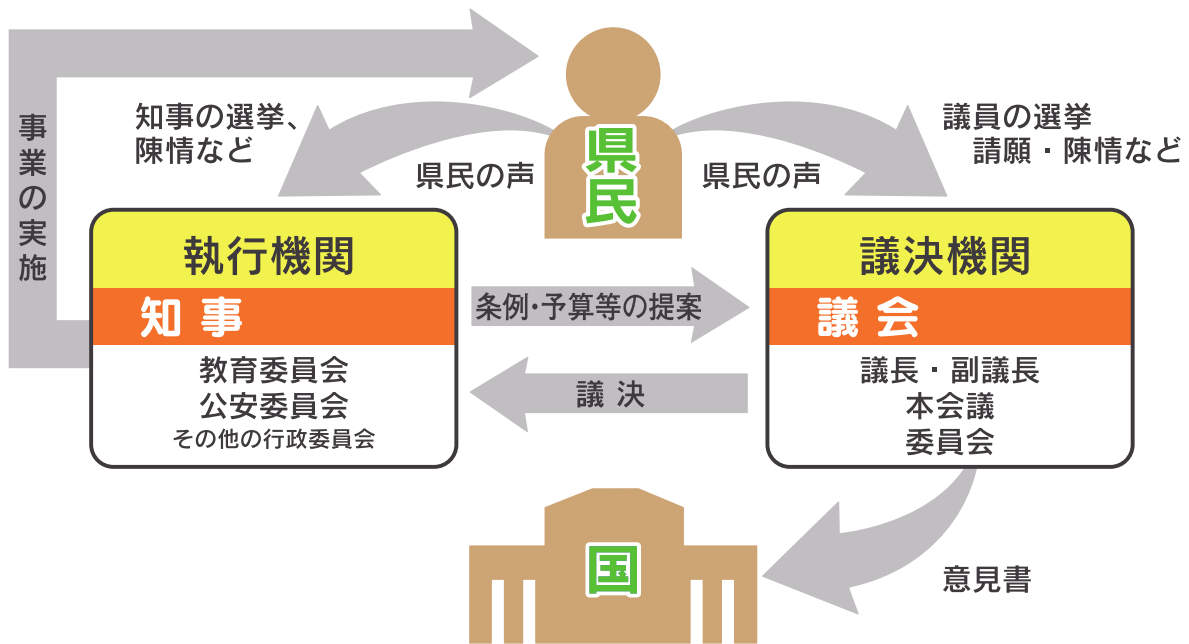 県民
知事の選挙、
陳情など
県民の声
県民の声
議員の選挙
請願・陳情など
事業の実施
執行機関
知事
教育委員会
公安委員会
その他の行政委員会
条例・予算等の提案
議決
議決機関
議会
議長・副議長
本会議
委員会
国
意見書